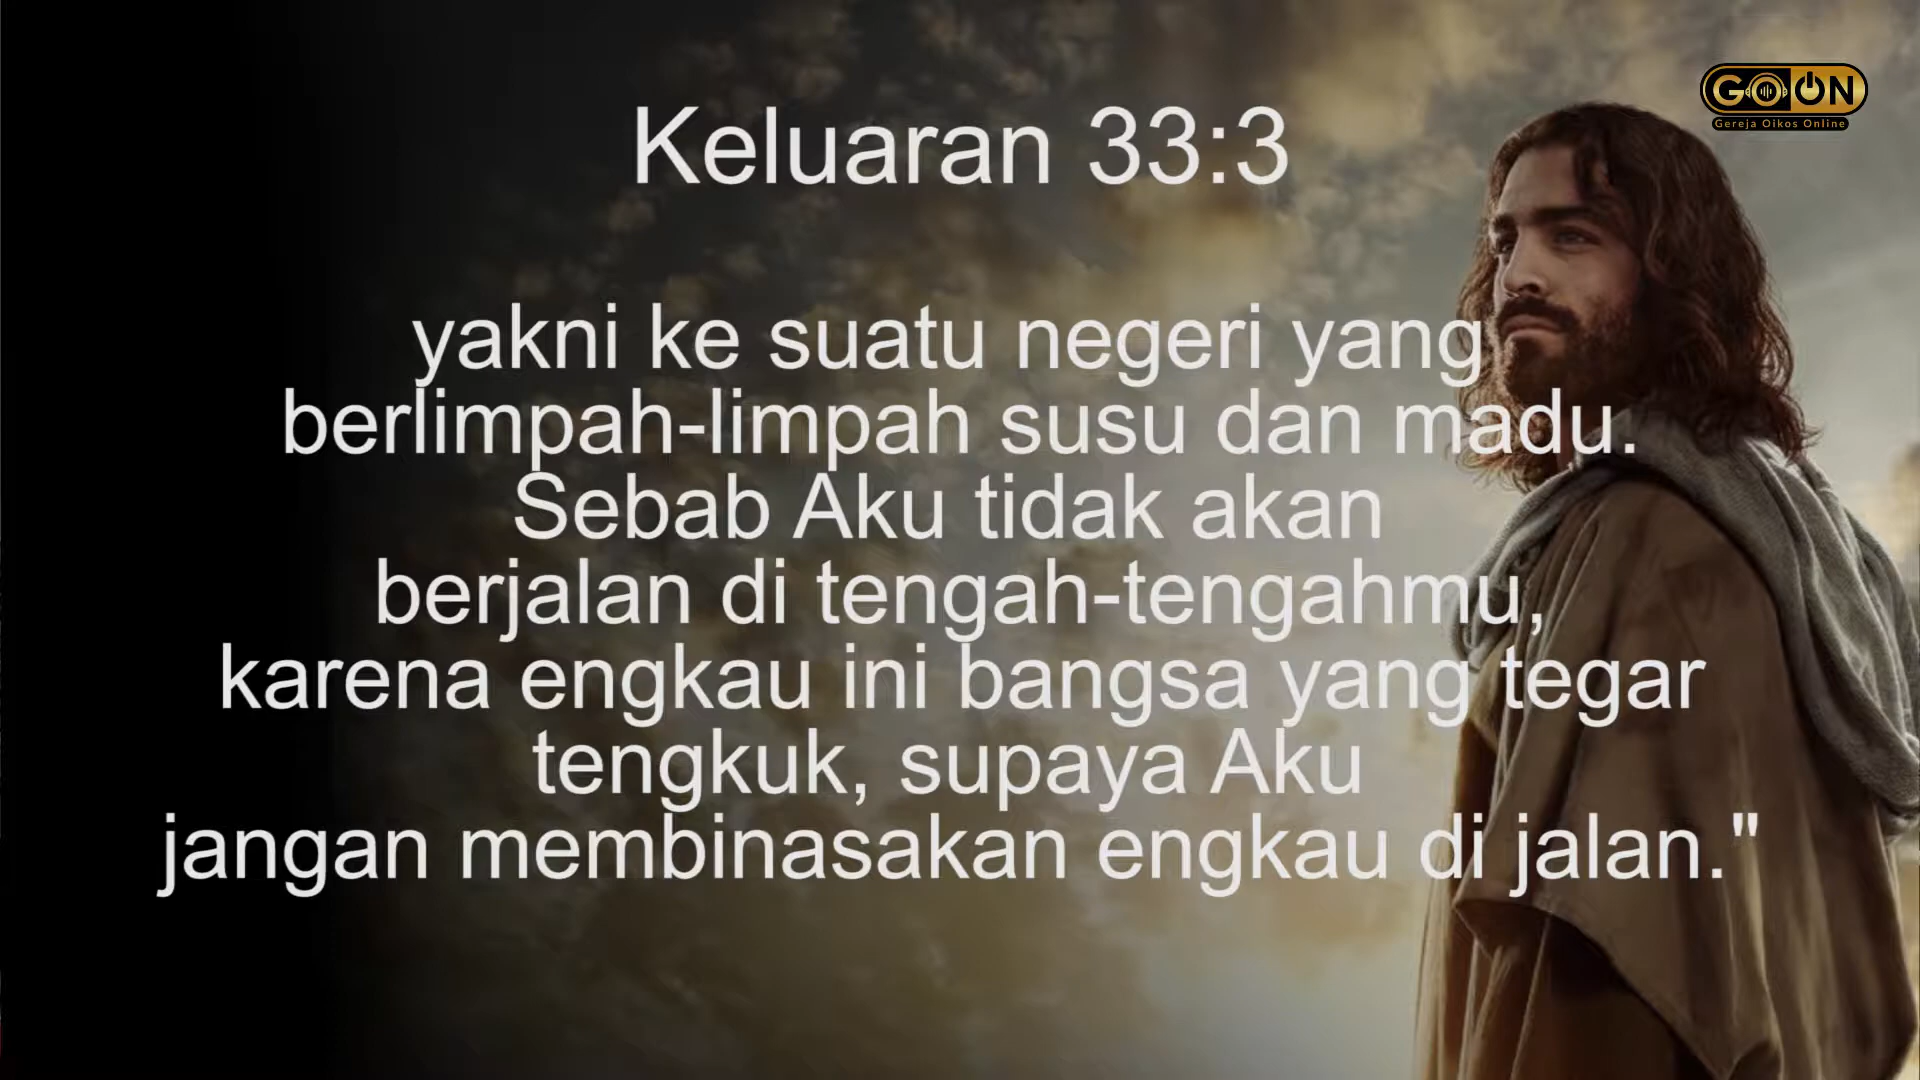 GOON
Gereja Oikos Online
Keluaran 33:3
yakni ke suatu negeri yang
berlimpah-limpah susu dan madu.
Sebab Aku tidak akan
berjalan di tengah-tengahmu,
karena engkau ini bangsa yang tegar
tengkuk, supaya Aku
jangan membinasakan engkau di jalan."